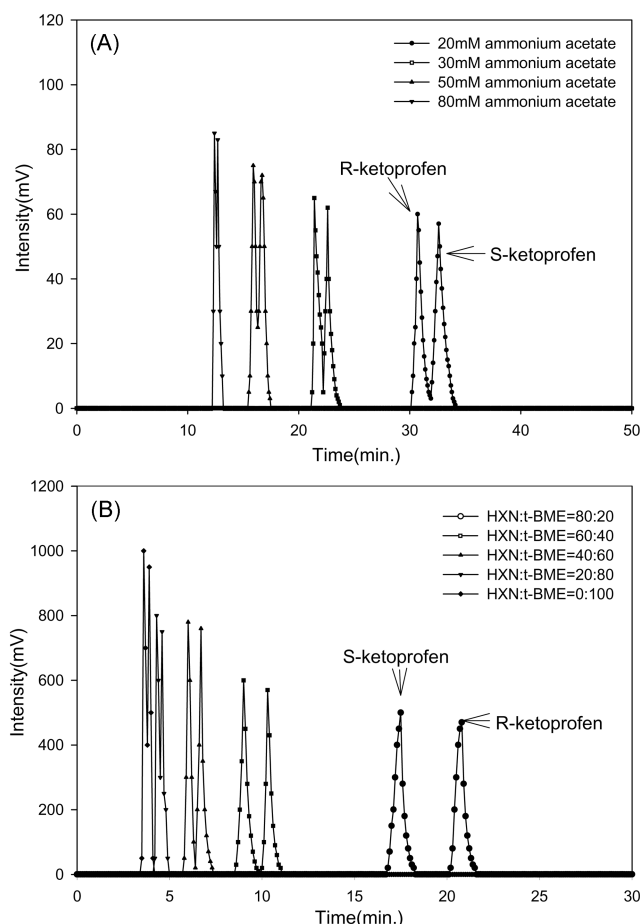 (A)
20mM ammonium acetate
30mM ammonium acetate
50mM ammonium acetate
80mM ammonium acetate
R-ketoprofen
S-ketoprofen
Intensity(mV)
120
100
80
60
40
20
0
0 10 20 30 40 50
Time(min.)
(B)
HXN:t-BME=80:20
HXN:t-BME=60:40
HXN:t-BME=40:60
HXN:t-BME=20:80
HXN:t-BME=0:100
S-ketoprofen
R-ketoprofen
Intensity(mV)
1200
1000
800
600
400
200
0
0 5 10 15 20 25 30
Time(min.)